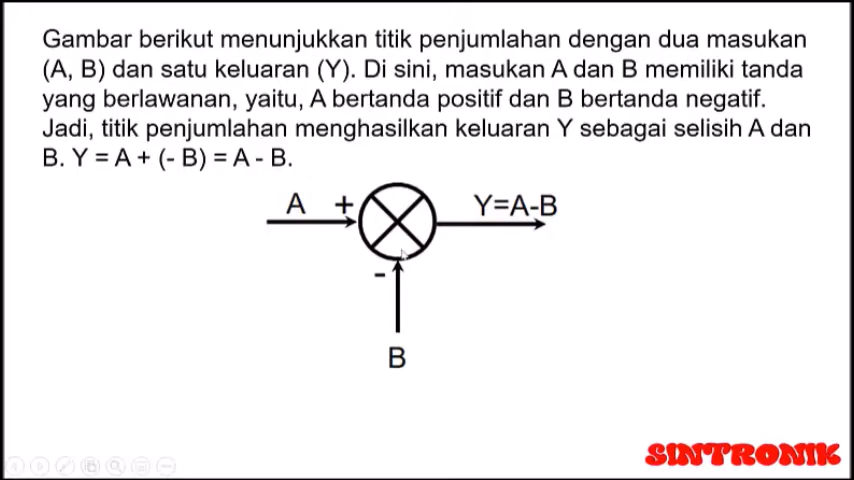 Gambar berikut menunjukkan titik penjumlahan dengan dua masukan
(A, B) dan satu keluaran (Y). Di sini, masukan A dan B memiliki tanda
yang berlawanan, yaitu, A bertanda positif dan B bertanda negatif.
Jadi, titik penjumlahan menghasilkan keluaran Y sebagai selisih A dan
B. Y = A + (- B) = A - B.
A + Y=A-B
-
B
SINTRONIK